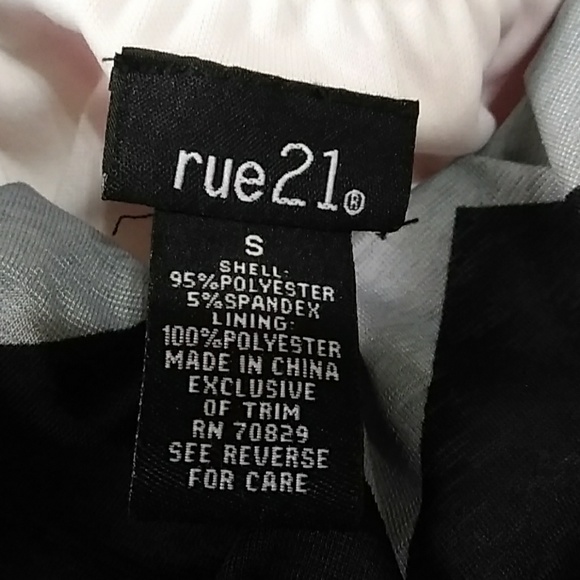 rue21®
S
SHELL:
95%POLYESTER
5%SPANDEX
LINING:
100%POLYESTER
MADE IN CHINA
EXCLUSIVE
OF TRIM
RN 70829
SEE REVERSE
FOR CARE